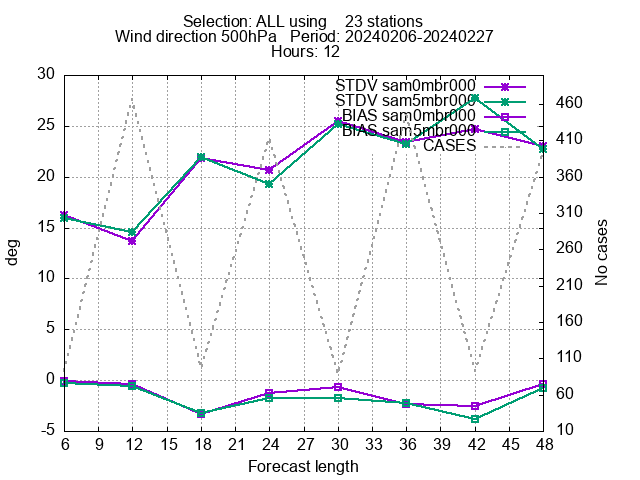 Selection: ALL using 23 stations
Wind direction 500hPa Period: 20240206-20240227
Hours: 12
30
25
20
15
10
5
0
-5
deg
STDV sam0mbr000
STDV sam5mbr000
BIAS sam0mbr000
BIAS sam5mbr000
CASES
460
410
360
310
260
210
160
110
60
10
No cases
6 9 12 15 18 21 24 27 30 33 36 39 42 45 48
Forecast length